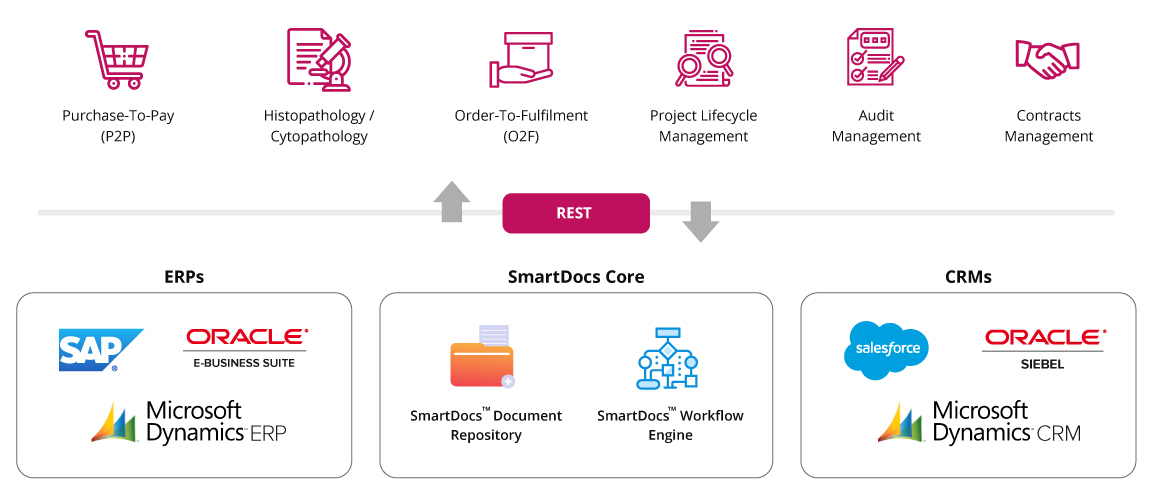 Purchase-To-Pay
(P2P)
Histopathology /
Cytopathology
Order-To-Fulfilment
(O2F)
Project Lifecycle
Management
Audit
Management
Contracts
Management
REST
ERPs
SAP®
ORACLE®
E-BUSINESS SUITE
Microsoft
Dynamics™ ERP
SmartDocs Core
SmartDocs™ Document
Repository
SmartDocs™ Workflow
Engine
CRMs
salesforce
ORACLE®
SIEBEL
Microsoft
Dynamics™ CRM